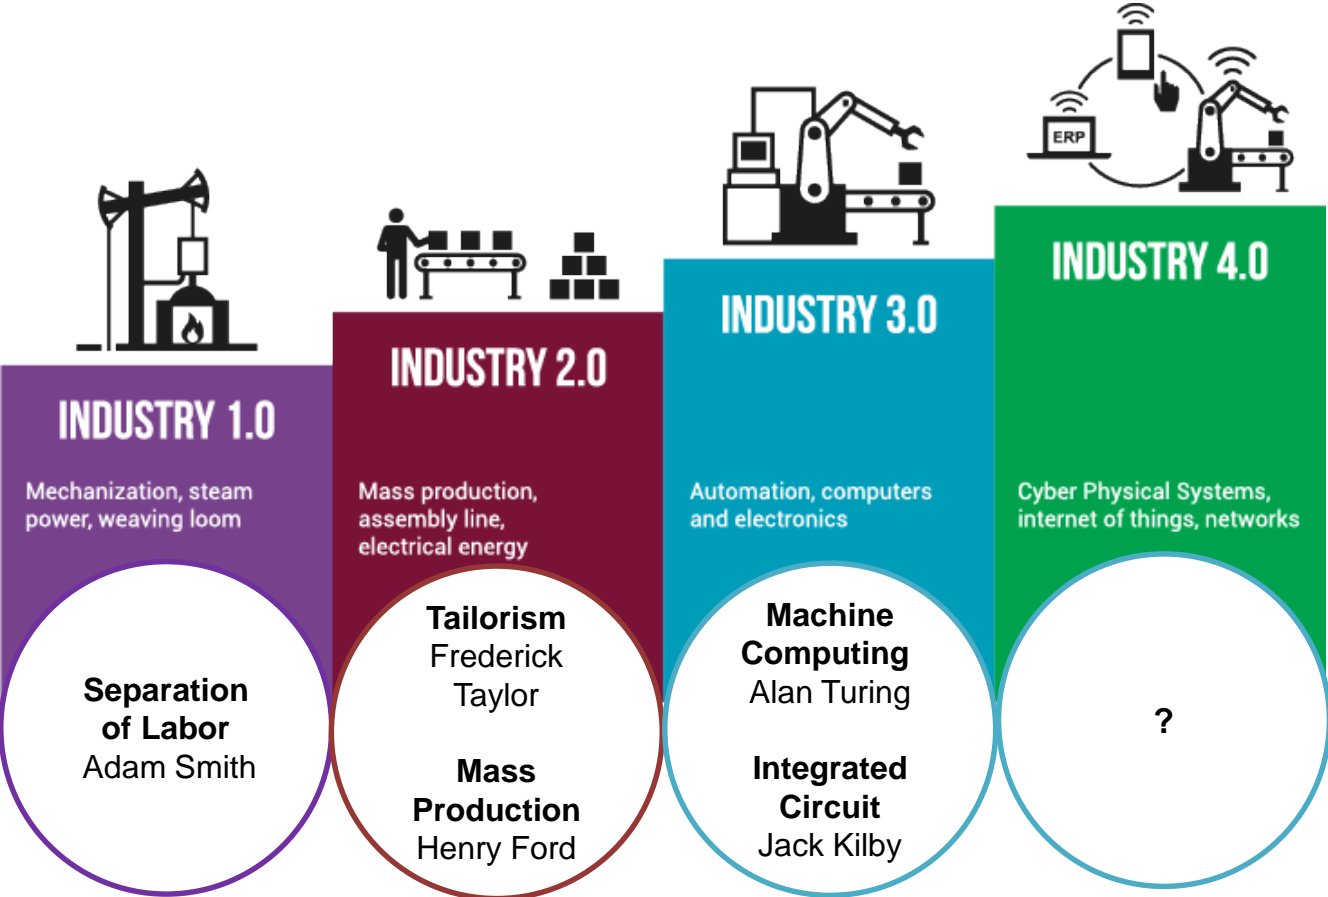 ERP
INDUSTRY 1.0
Mechanization, steam
power, weaving loom
Separation
of Labor
Adam Smith
INDUSTRY 2.0
Mass production,
assembly line,
electrical energy
Tailorism
Frederick
Taylor
Mass
Production
Henry Ford
INDUSTRY 3.0
Automation, computers
and electronics
Machine
Computing
Alan Turing
Integrated
Circuit
Jack Kilby
INDUSTRY 4.0
Cyber Physical Systems,
internet of things, networks
?